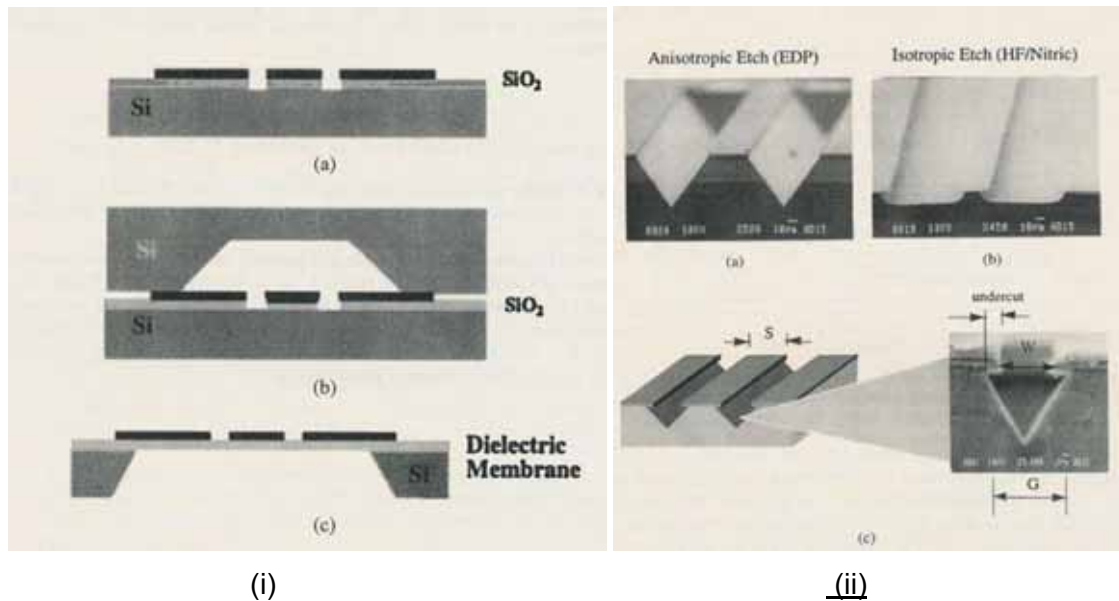 Si
SiO₂
(a)
Si
Si
SiO₂
(b)
Si
Dielectric
Membrane
(c)
(i)
Anisotropic Etch (EDP)
Isotropic Etch (HF/Nitric)
(a)
(b)
undercut
S
W
G
(c)
(ii)